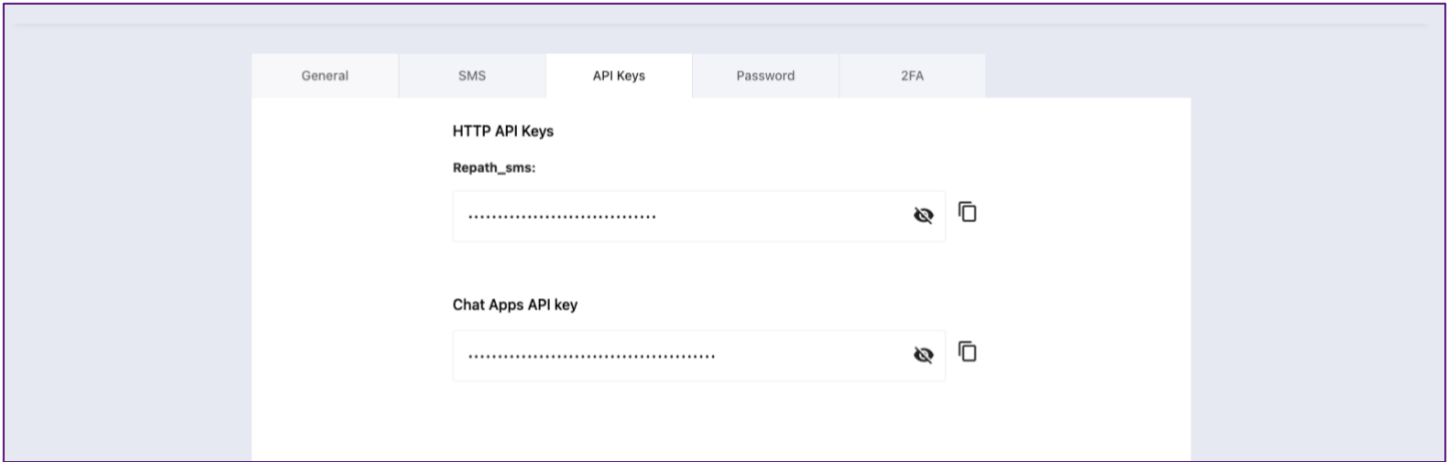 General SMS API Keys Password 2FA
HTTP API Keys
Repath_sms:
Chat Apps API key